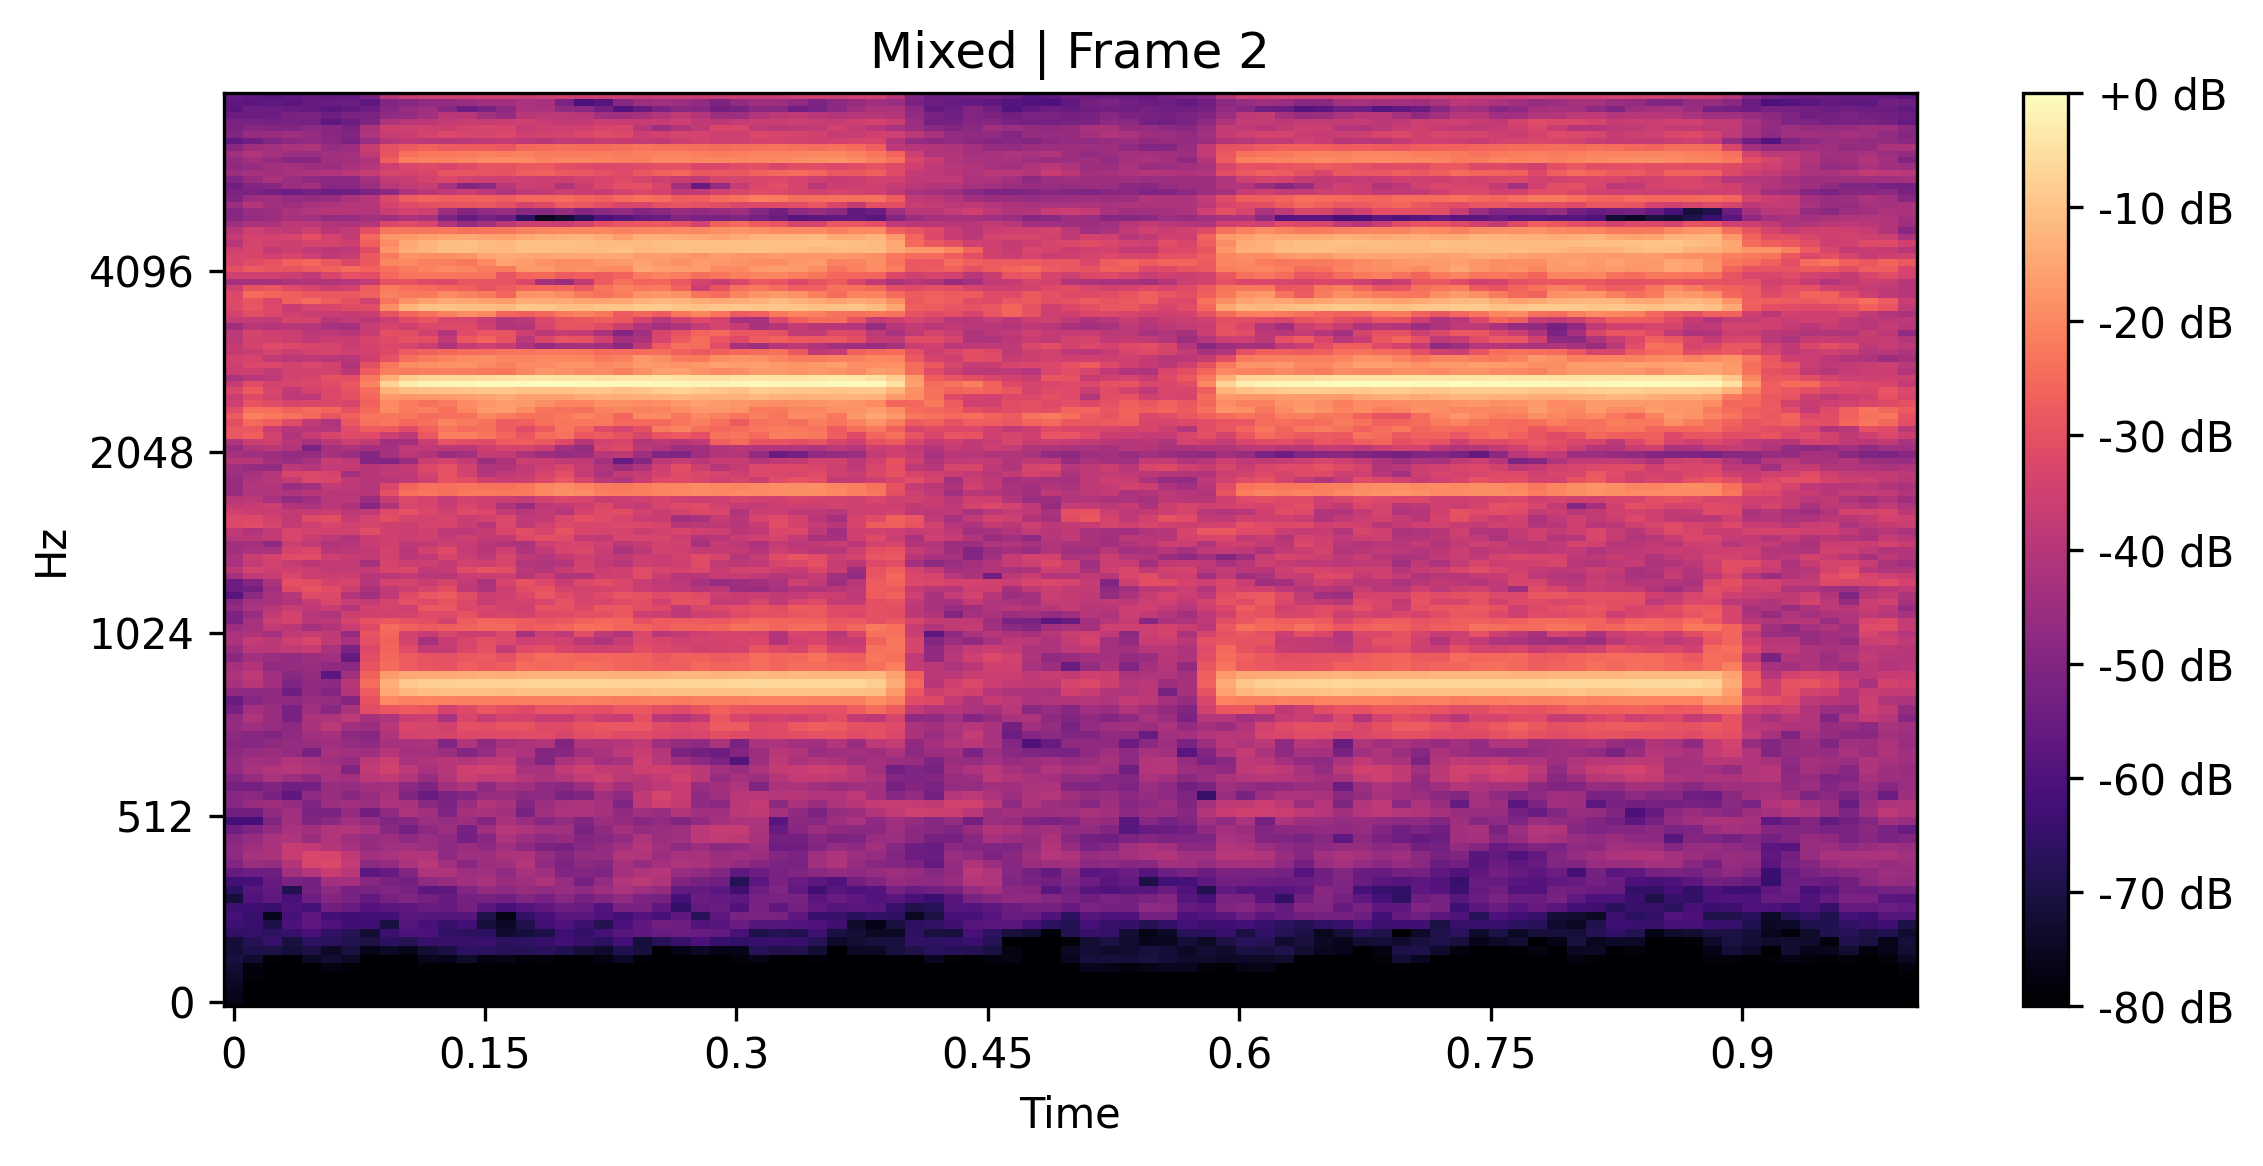 Mixed | Frame 2
+0 dB
-10 dB
-20 dB
-30 dB
-40 dB
-50 dB
-60 dB
-70 dB
-80 dB
Hz
4096
2048
1024
512
0
0 0.15 0.3 0.45 0.6 0.75 0.9
Time